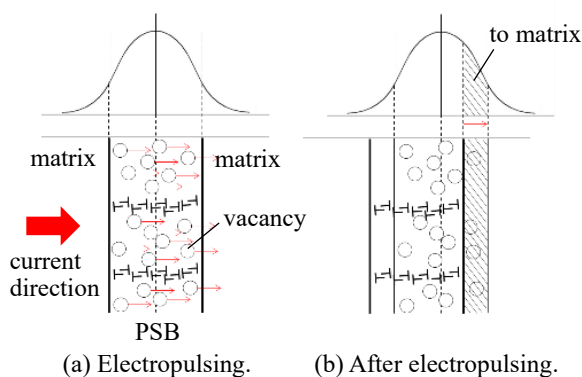 to matrix
matrix
matrix
vacancy
current
direction
PSB
(a) Electropulsing.
(b) After electropulsing.